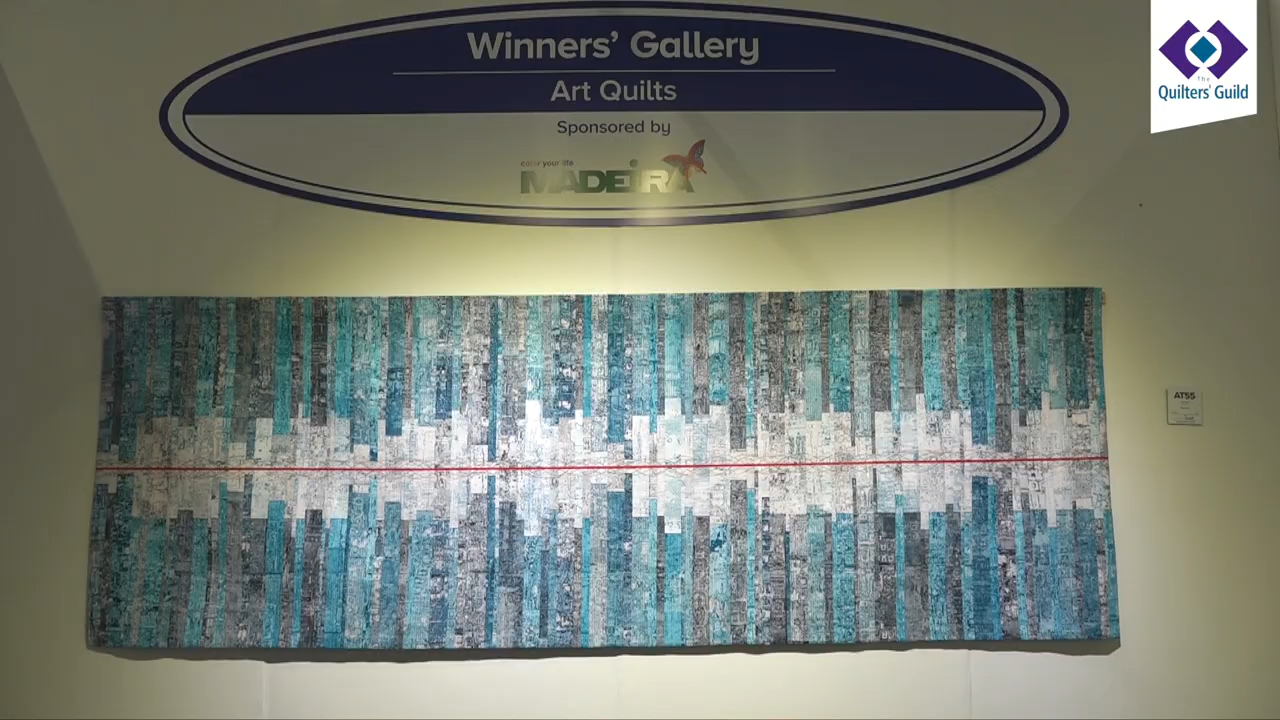 Winners' Gallery
Art Quilts
Sponsored by
color your life
MADEIRA
The
Quilters' Guild
AT55